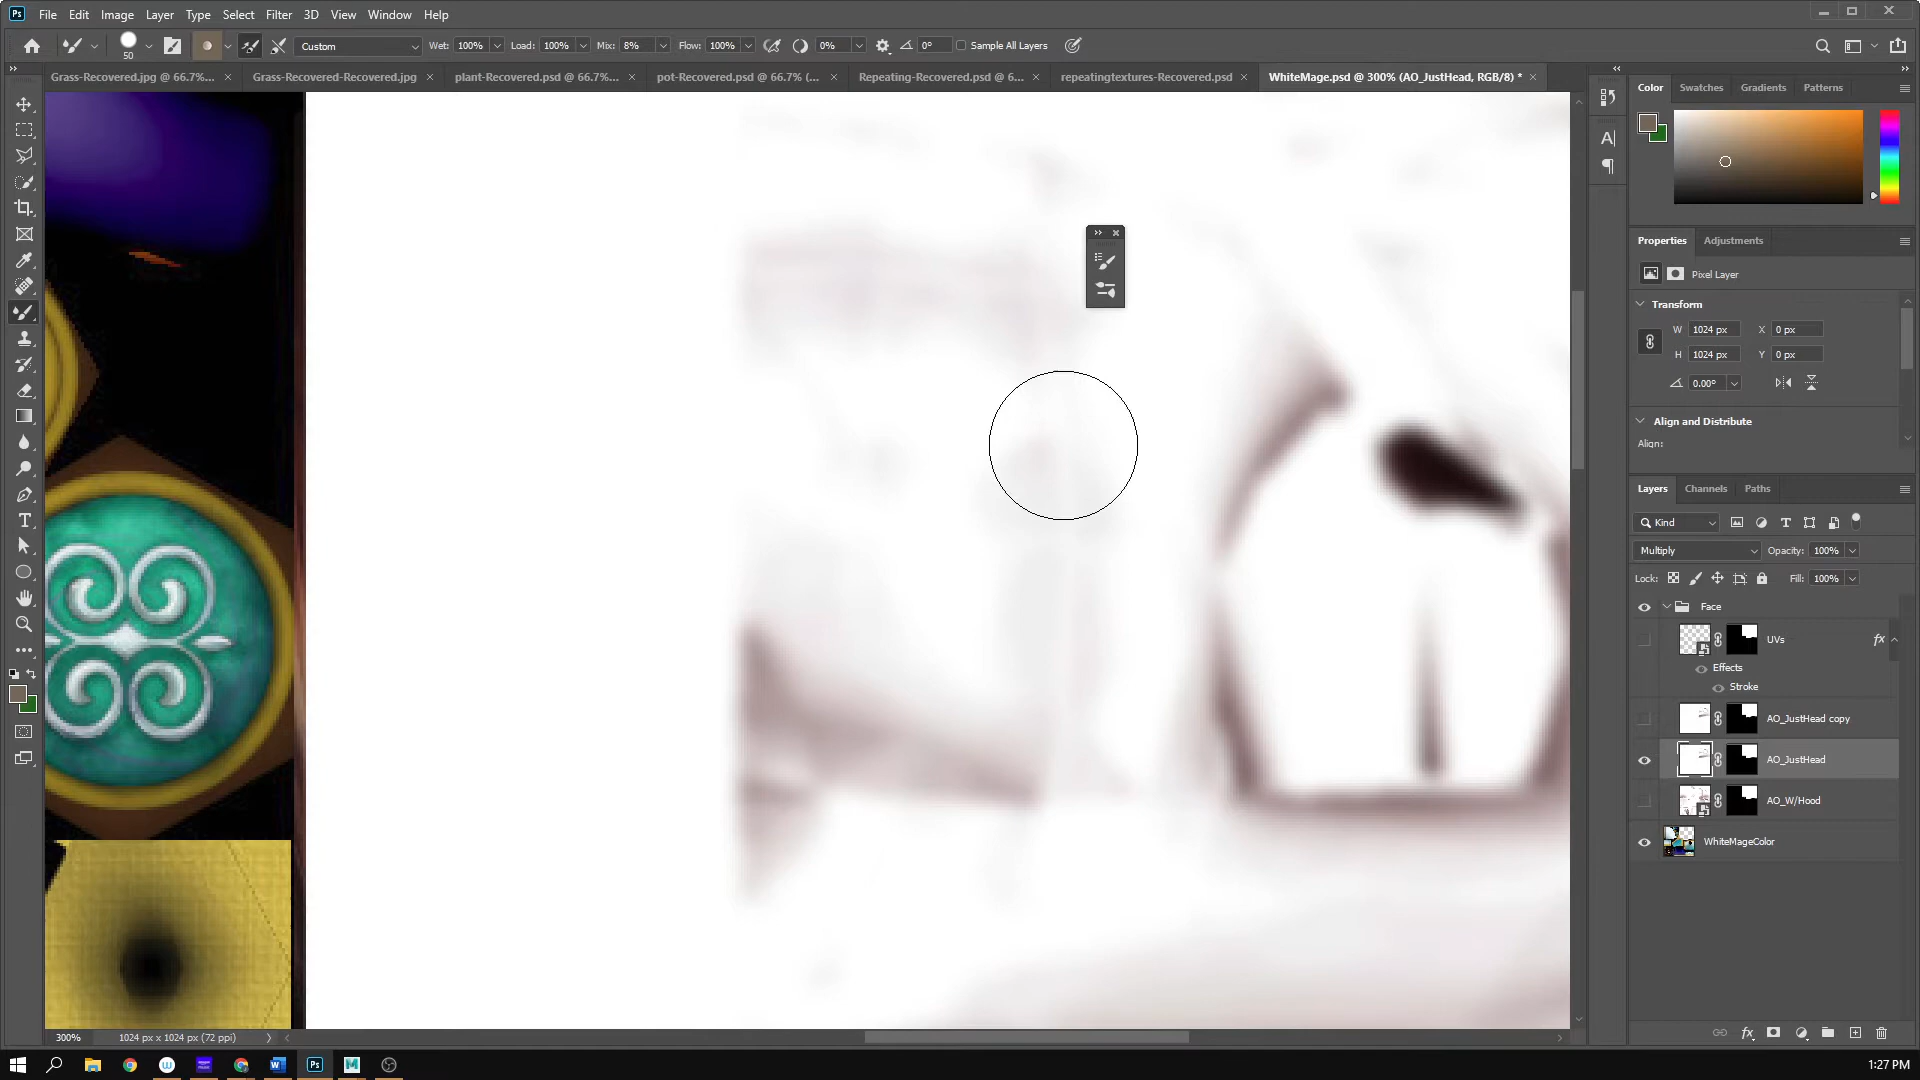 Ps File Edit Image Layer Type Select Filter 3D View Window Help
50 Custom Wet: 100% Load: 100% Mix: 8% Flow: 100% 0% 0° Sample All Layers
Grass-Recovered.jpg @ 66.7%... × Grass-Recovered-Recovered.jpg × plant-Recovered.psd @ 66.7%... × pot-Recovered.psd @ 66.7% (... × Repeating-Recovered.psd @ 6... × repeatingtextures-Recovered.psd × WhiteMage.psd @ 300% (AO_JustHead, RGB/8) * ×
Color Swatches Gradients Patterns
Properties Adjustments
Pixel Layer
Transform
W 1024 px X 0 px
H 1024 px Y 0 px
0.00°
Align and Distribute
Align:
Layers Channels Paths
Kind
Multiply Opacity: 100%
Lock: Fill: 100%
Face
UVs fx
Effects
Stroke
AO_JustHead copy
AO_JustHead
AO_W/Hood
WhiteMageColor
300% 1024 px x 1024 px (72 ppi)
1:27 PM